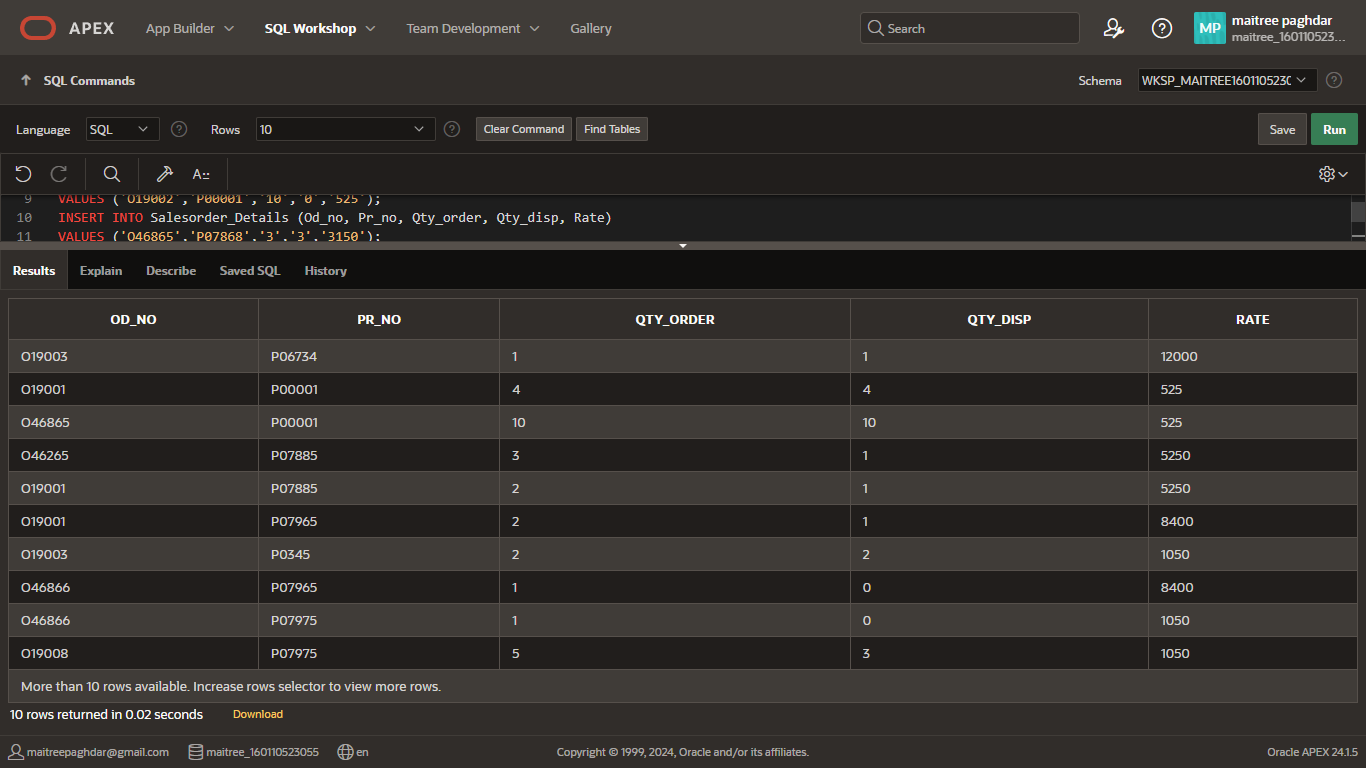 APEX App Builder SQL Workshop Team Development Gallery Search MP maitree paghdar
maitree_160110523...
SQL Commands Schema WKSP_MAITREE160110523C
Language SQL Rows 10 Clear Command Find Tables Save Run
A::
9 VALUES ('O19002','P00001','10','0','525');
10 INSERT INTO Salesorder_Details (Od_no, Pr_no, Qty_order, Qty_disp, Rate)
11 VALUES ('O46865','P07868','3','3','3150');
Results Explain Describe Saved SQL History
OD_NO PR_NO QTY_ORDER QTY_DISP RATE
O19003 P06734 1 1 12000
O19001 P00001 4 4 525
O46865 P00001 10 10 525
O46265 P07885 3 1 5250
O19001 P07885 2 1 5250
O19001 P07965 2 1 8400
O19003 P0345 2 2 1050
O46866 P07965 1 0 8400
O46866 P07975 1 0 1050
O19008 P07975 5 3 1050
More than 10 rows available. Increase rows selector to view more rows.
10 rows returned in 0.02 seconds Download
maitreepaghdar@gmail.com maitree_160110523055 en Copyright © 1999, 2024, Oracle and/or its affiliates. Oracle APEX 24.1.5